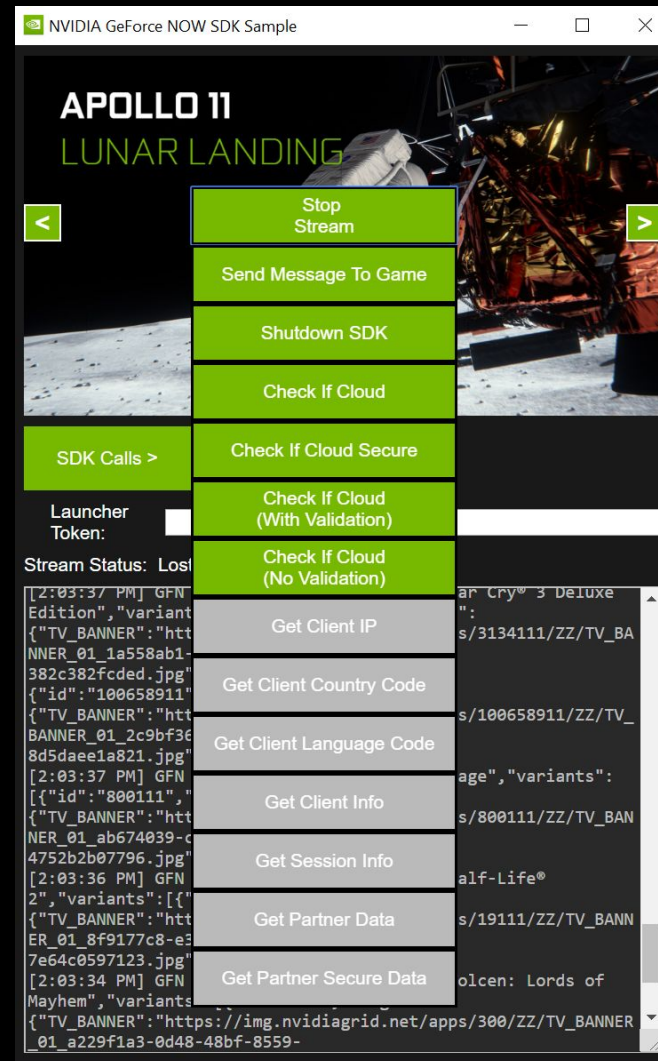 NVIDIA GeForce NOW SDK Sample
APOLLO 11
LUNAR LANDING
<
>
Stop
Stream
Send Message To Game
Shutdown SDK
Check If Cloud
SDK Calls >
Check If Cloud Secure
Launcher
Token:
Check If Cloud
(With Validation)
Stream Status: Lost
Check If Cloud
(No Validation)
Get Client IP
Get Client Country Code
Get Client Language Code
Get Client Info
Get Session Info
Get Partner Data
Get Partner Secure Data
[2:03:37 PM] GFN ar Cry® 3 Deluxe
Edition","variant ":
{"TV_BANNER":"htt s/3134111/ZZ/TV_BA
NNER_01_1a558ab1-
382c382fcded.jpg"
{"id":"100658911"
{"TV_BANNER":"htt s/100658911/ZZ/TV_
BANNER_01_2c9bf36
8d5daee1a821.jpg"
[2:03:37 PM] GFN age","variants":
[{"id":"800111","
{"TV_BANNER":"htt s/800111/ZZ/TV_BAN
NER_01_ab674039-c
4752b2b07796.jpg"
[2:03:36 PM] GFN alf-Life®
2","variants":[{"
{"TV_BANNER":"htt s/19111/ZZ/TV_BANN
ER_01_8f9177c8-e3
7e64c0597123.jpg"
[2:03:34 PM] GFN olcen: Lords of
Mayhem","variants
{"TV_BANNER":"https://img.nvidiagrid.net/apps/300/ZZ/TV_BANNER
_01_a229f1a3-0d48-48bf-8559-